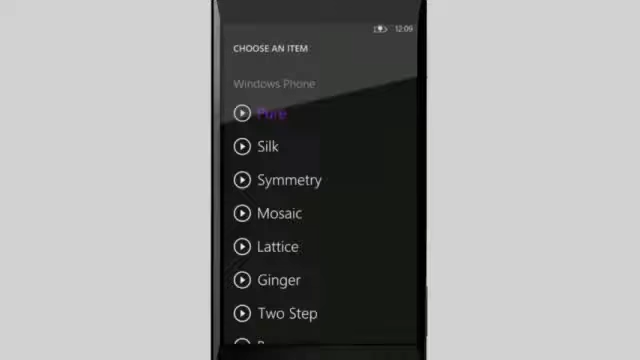 12:09
CHOOSE AN ITEM
Windows Phone
Pure
Silk
Symmetry
Mosaic
Lattice
Ginger
Two Step